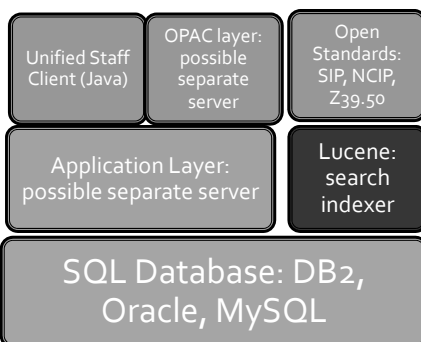 Unified Staff
Client (Java)
OPAC layer:
possible
separate
server
Open
Standards:
SIP, NCIP,
Z39.50
Application Layer:
possible separate server
Lucene:
search
indexer
SQL Database: DB2,
Oracle, MySQL